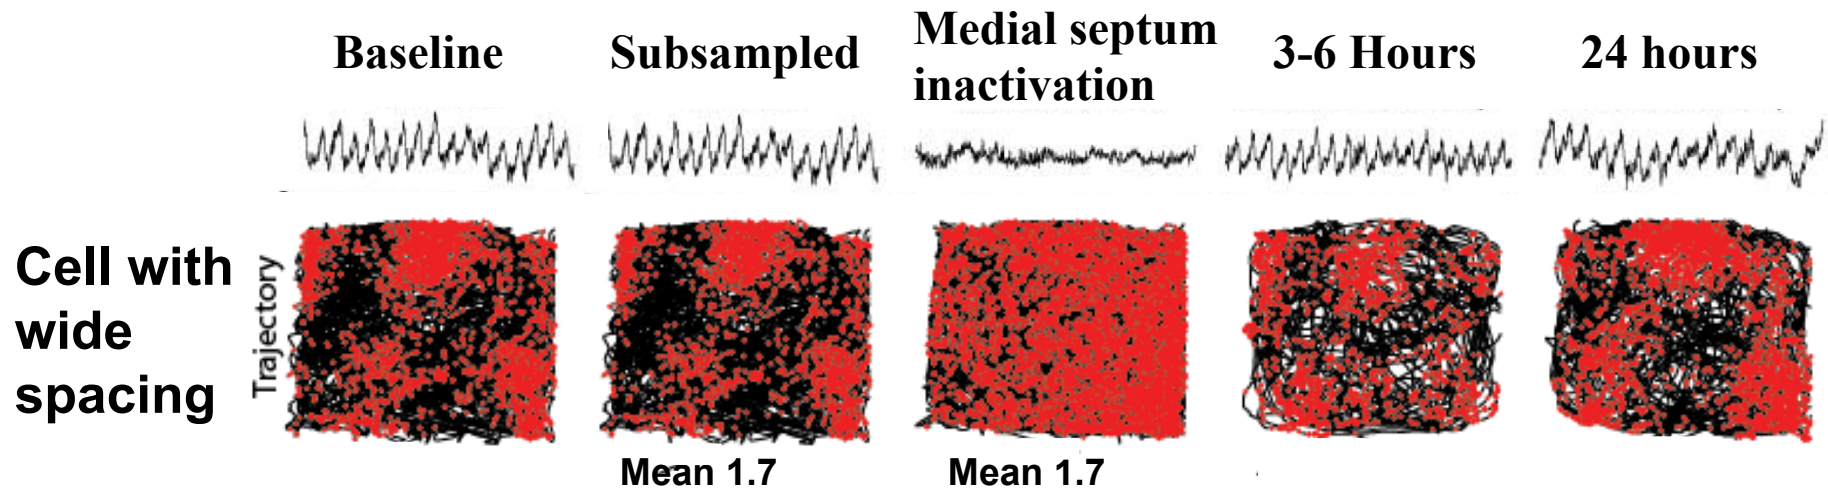 Baseline
Subsampled
Medial septum
inactivation
3-6 Hours
24 hours
Cell with
wide
spacing
Trajectory
Mean 1.7
Mean 1.7